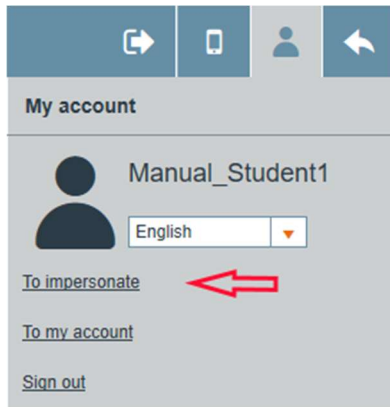 My account
Manual_Student1
English
To impersonate
To my account
Sign out